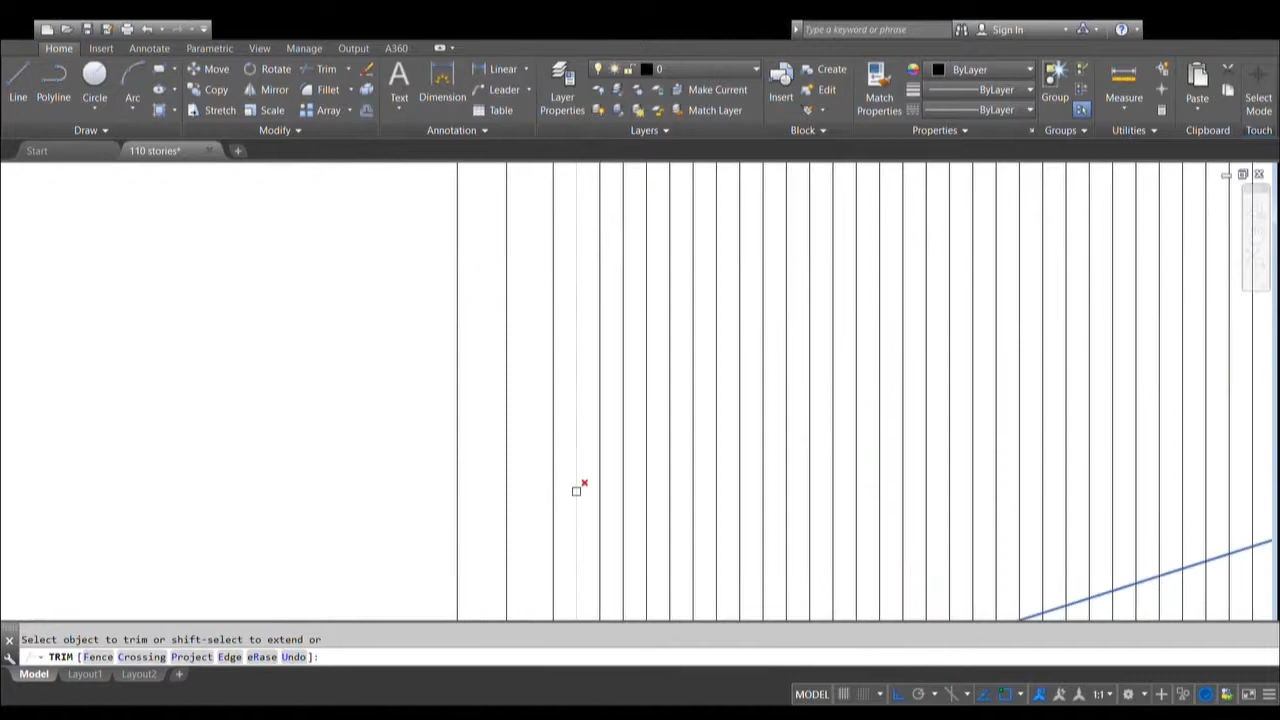 Type a keyword or phrase
Sign In
Home Insert Annotate Parametric View Manage Output A360
Move Rotate Trim Linear 0 Create ByLayer
Copy Mirror Fillet Leader Make Current Edit ByLayer
Stretch Scale Array Table Match Layer ByLayer
Line Polyline Circle Arc Text Dimension Layer Properties Insert Match Properties Group Measure Paste Select Mode
Draw Modify Annotation Layers Block Properties Groups Utilities Clipboard Touch
Start 110 stories*
Select object to trim or shift-select to extend or
TRIM [Fence Crossing Project Edge eRase Undo]:
Model Layout1 Layout2
MODEL 1:1